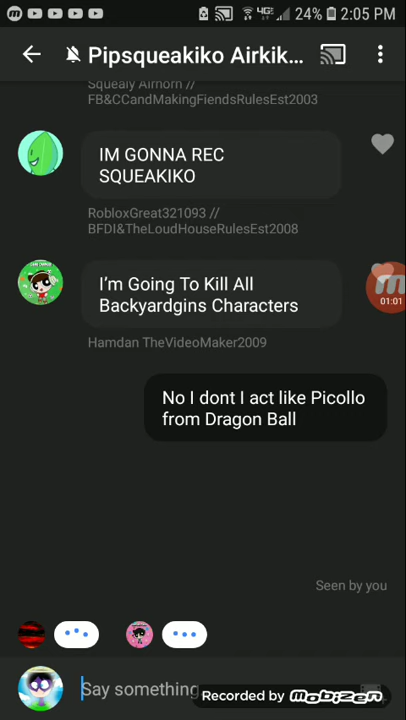 24% 2:05 PM
Pipsqueakiko Airkik...
Squealy Airhorn //
FB&CCandMakingFiendsRulesEst2003
IM GONNA REC
SQUEAKIKO
RobloxGreat321093 //
BFDI&TheLoudHouseRulesEst2008
I'm Going To Kill All
Backyardgins Characters
01:01
Hamdan TheVideoMaker2009
No I dont I act like Picollo
from Dragon Ball
Seen by you
Say something
Recorded by MOBIZEN